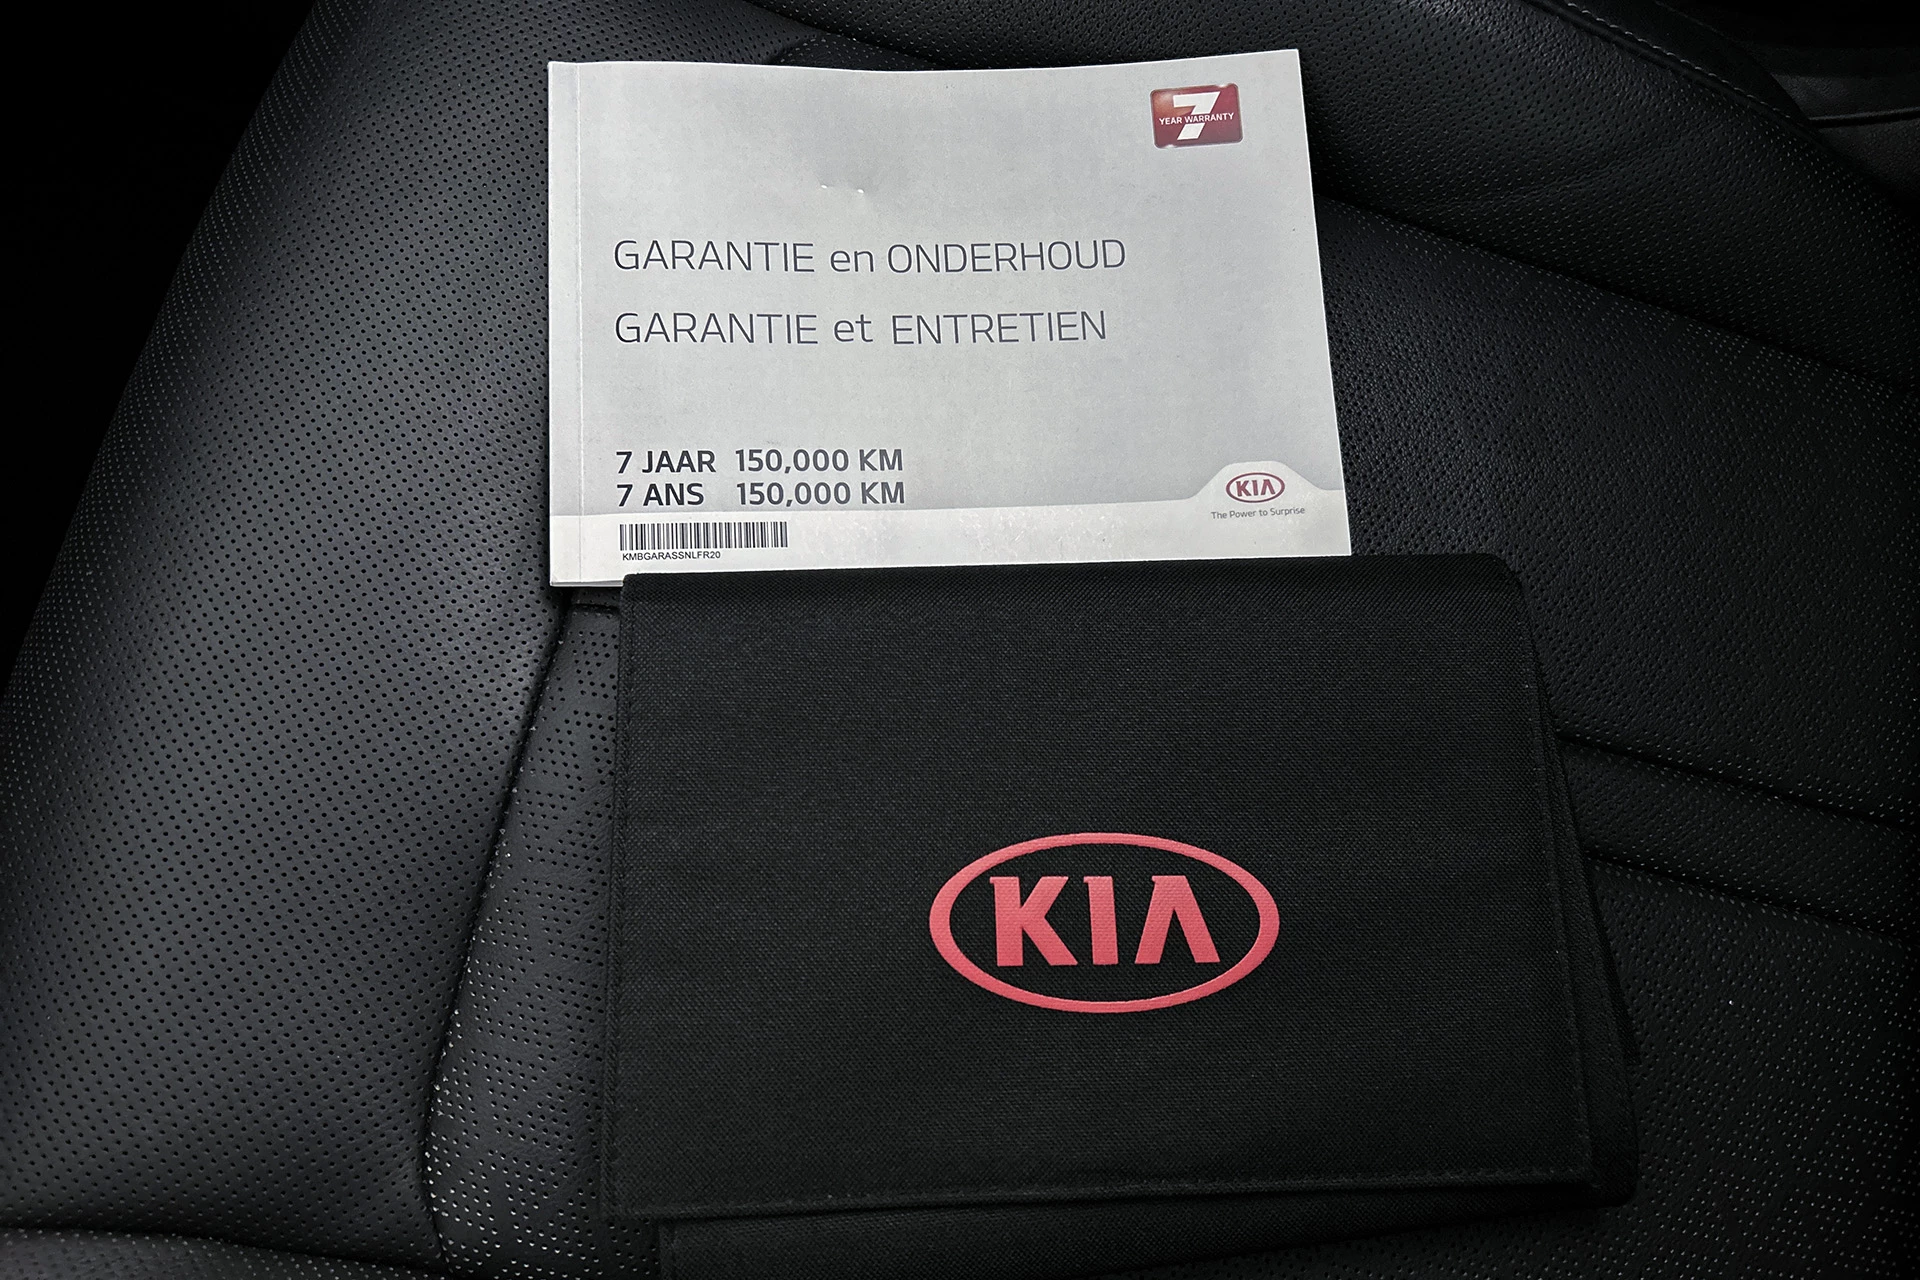 7
YEAR WARRANTY
GARANTIE en ONDERHOUD
GARANTIE et ENTRETIEN
7 JAAR 150,000 KM
7 ANS 150,000 KM
KMBGARASSNLFR20
KIA
The Power to Surprise
KIA